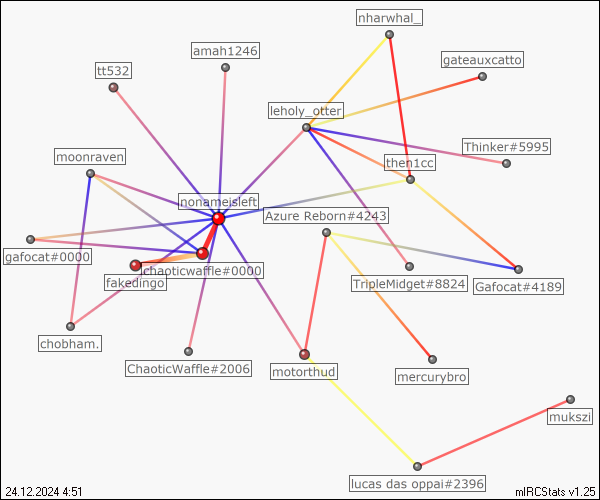 nharwhal_
amah1246
gateauxcatto
tt532
leholy_otter
Thinker#5995
moonraven
then1cc
nonameisleft
Azure Reborn#4243
gafocat#0000
chaoticwaffle#0000
fakedingo
TripleMidget#8824
Gafocat#4189
chobham.
ChaoticWaffle#2006
motorthud
mercurybro
mukszi
lucas das oppai#2396
24.12.2024 4:51
mIRCStats v1.25